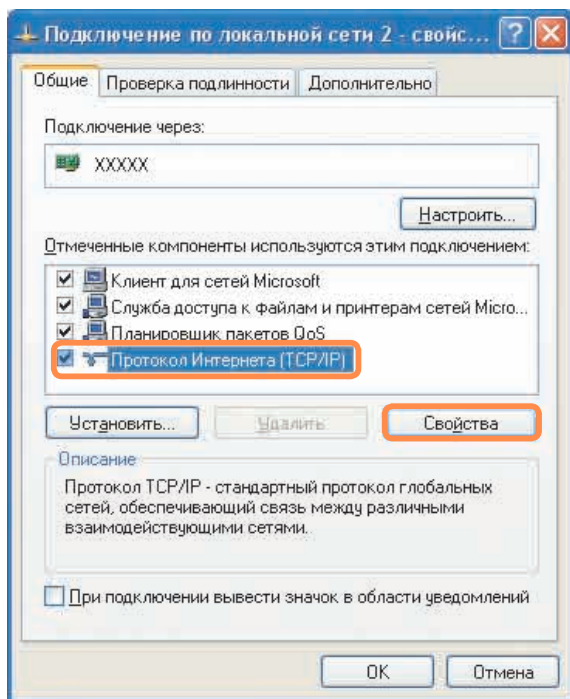 Подключение по локальной сети 2 - свойс...
Общие Проверка подлинности Дополнительно
Подключение через:
XXXXX
Настроить...
Отмеченные компоненты используются этим подключением:
Клиент для сетей Microsoft
Служба доступа к файлам и принтерам сетей Micro...
Планировщик пакетов QoS
Протокол Интернета (TCP/IP)
Установить... Удалить Свойства
Описание
Протокол TCP/IP - стандартный протокол глобальных
сетей, обеспечивающий связь между различными
взаимодействующими сетями.
При подключении вывести значок в области уведомлений
OK Отмена